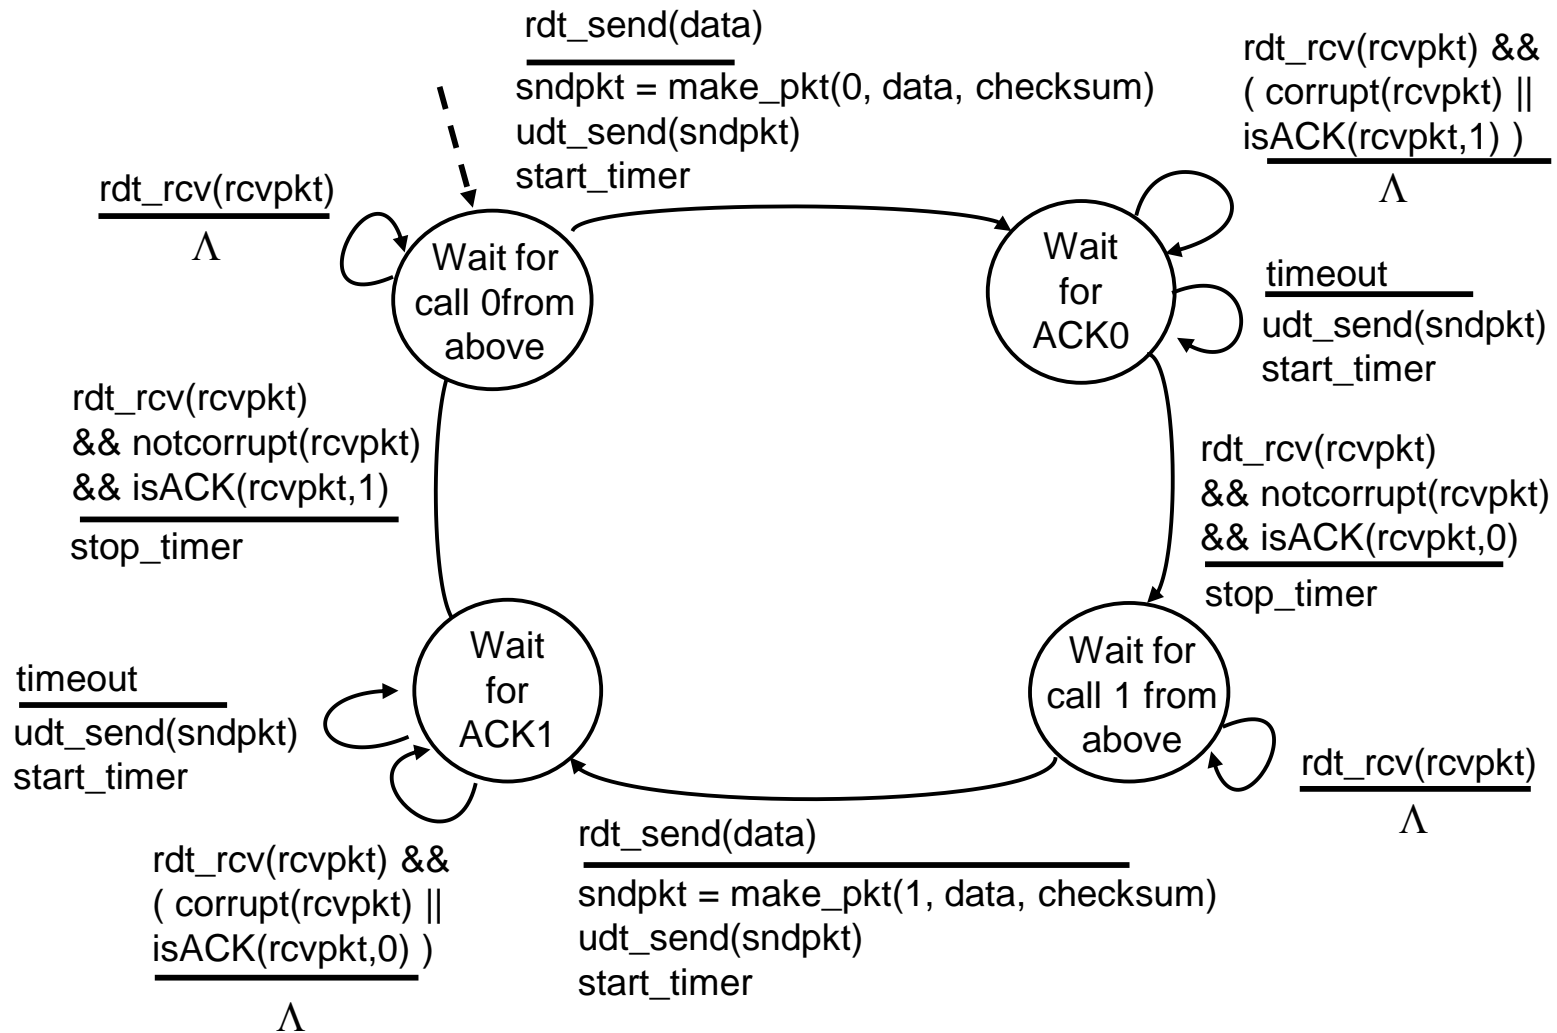 rdt_send(data)
sndpkt = make_pkt(0, data, checksum)
udt_send(sndpkt)
start_timer
rdt_rcv(rcvpkt) &&
( corrupt(rcvpkt) ||
isACK(rcvpkt,1) )
Λ
rdt_rcv(rcvpkt)
Λ
Wait for
call 0from
above
Wait
for
ACK0
timeout
udt_send(sndpkt)
start_timer
rdt_rcv(rcvpkt)
&& notcorrupt(rcvpkt)
&& isACK(rcvpkt,1)
stop_timer
rdt_rcv(rcvpkt)
&& notcorrupt(rcvpkt)
&& isACK(rcvpkt,0)
stop_timer
Wait
for
ACK1
Wait for
call 1 from
above
timeout
udt_send(sndpkt)
start_timer
rdt_rcv(rcvpkt)
Λ
rdt_rcv(rcvpkt) &&
( corrupt(rcvpkt) ||
isACK(rcvpkt,0) )
Λ
rdt_send(data)
sndpkt = make_pkt(1, data, checksum)
udt_send(sndpkt)
start_timer